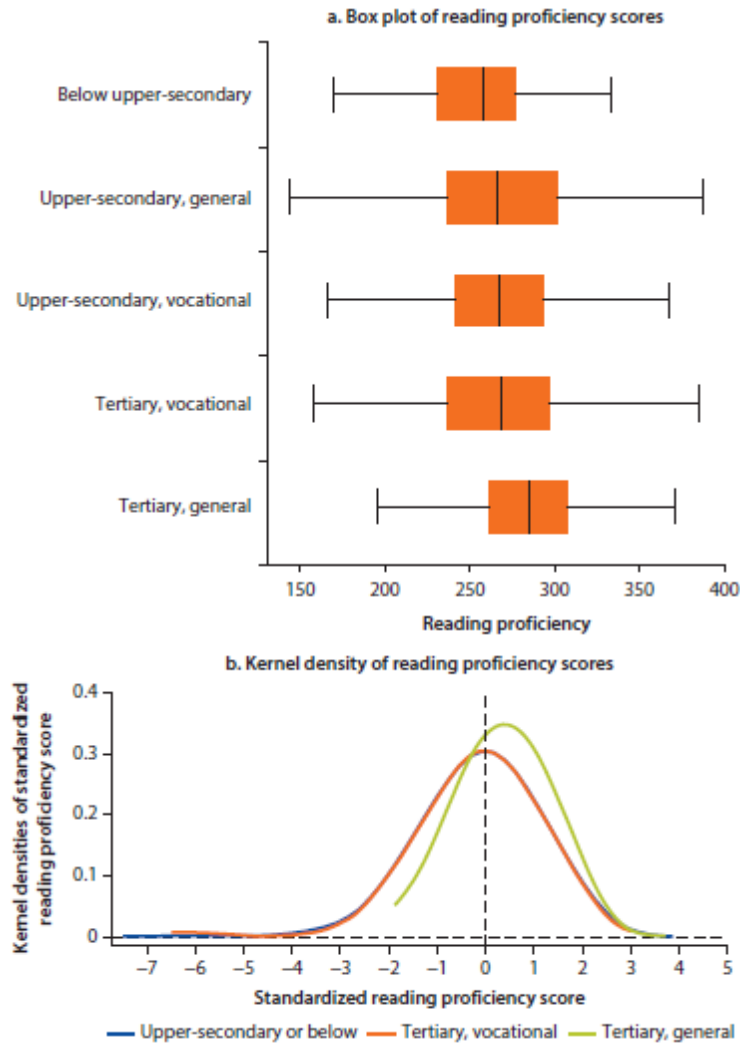 a. Box plot of reading proficiency scores
Below upper-secondary
Upper-secondary, general
Upper-secondary, vocational
Tertiary, vocational
Tertiary, general
150 200 250 300 350 400
Reading proficiency
b. Kernel density of reading proficiency scores
Kernel densities of standardized
reading proficiency score
0.4
0.3
0.2
0.1
0
–7 –6 –5 –4 –3 –2 –1 0 1 2 3 4 5
Standardized reading proficiency score
Upper-secondary or below Tertiary, vocational Tertiary, general